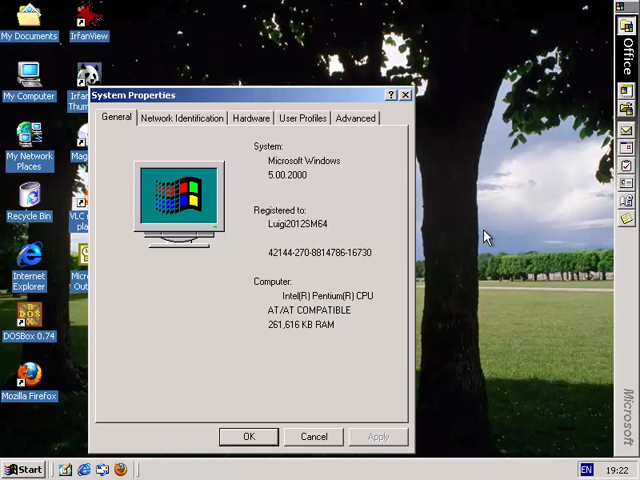 My Documents
IrfanView
My Computer
Irfan
Thum
My Network
Places
Mag
Recycle Bin
VLC m
pla
Internet
Explorer
Micro
Out
DOSBox 0.74
Mozilla Firefox
System Properties
General
Network Identification
Hardware
User Profiles
Advanced
System:
Microsoft Windows
5.00.2000
Registered to:
Luigi2012SM64
42144-270-8814786-16730
Computer:
Intel(R) Pentium(R) CPU
AT/AT COMPATIBLE
261,616 KB RAM
OK
Cancel
Apply
Office
Microsoft
Start
EN
19:22